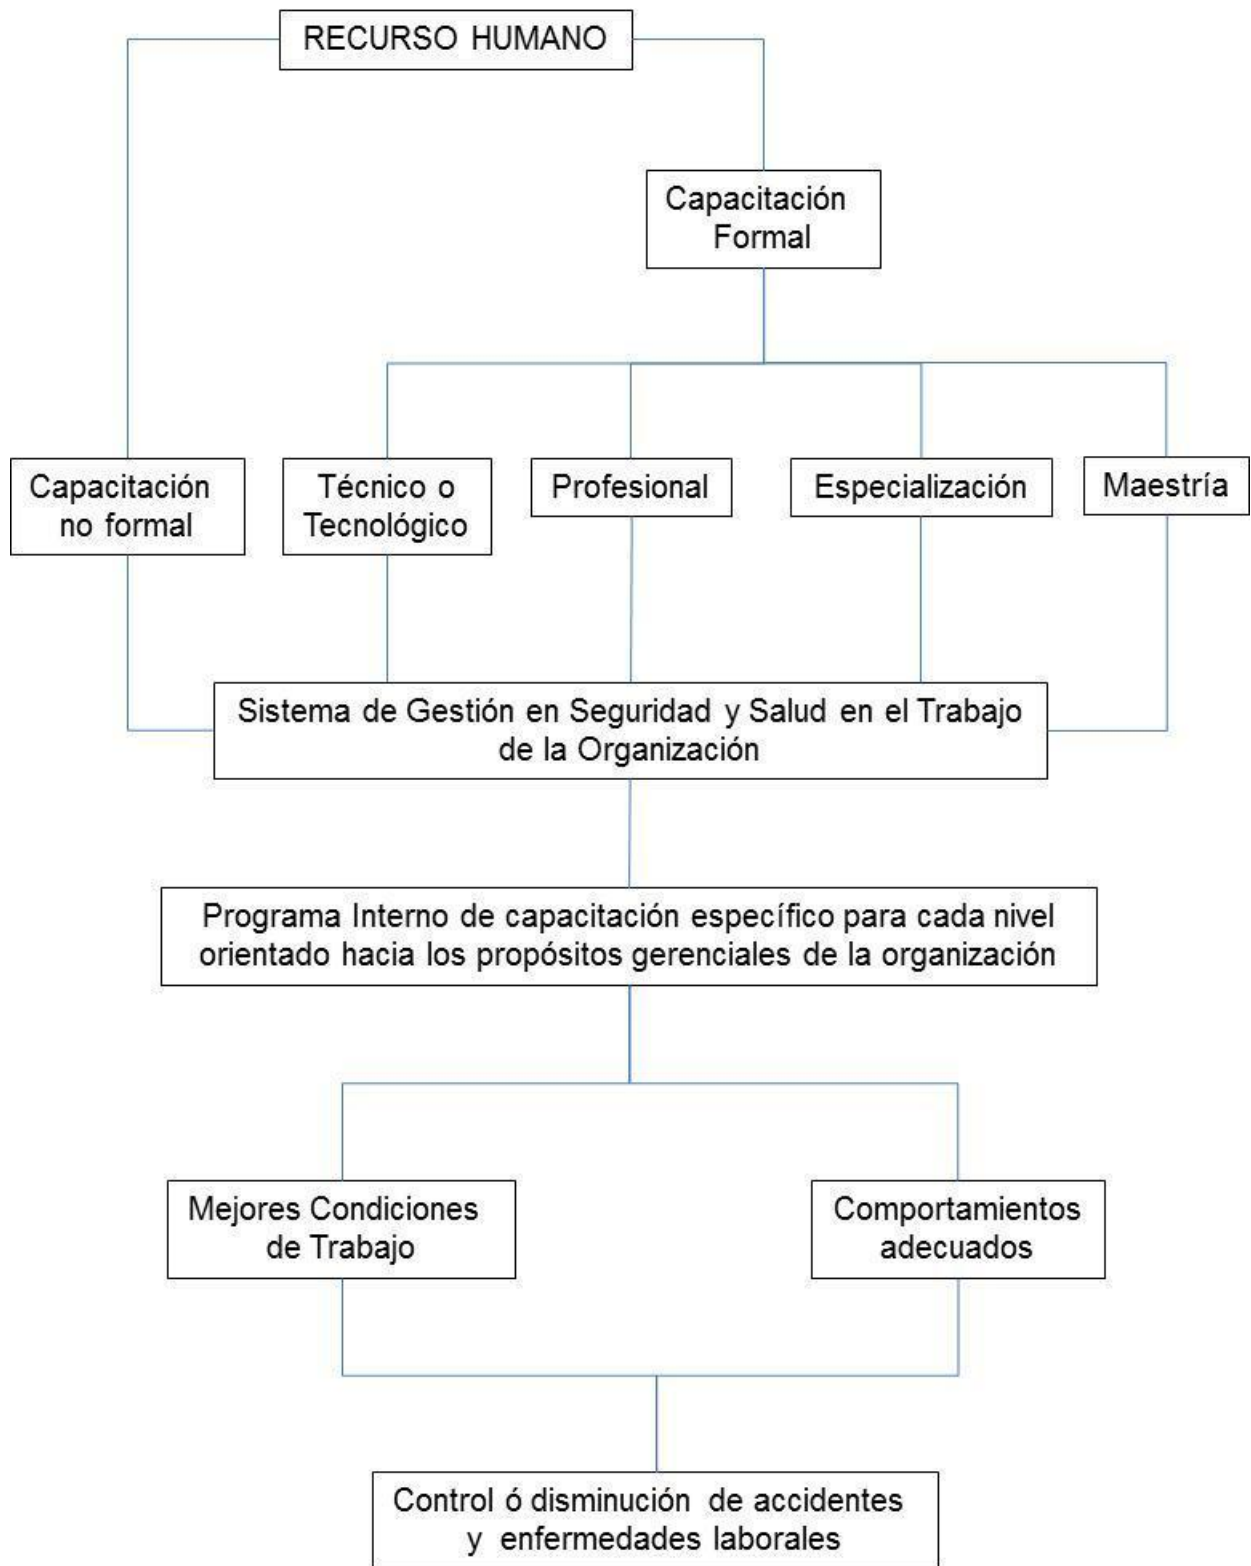 RECURSO HUMANO
Capacitación
Formal
Capacitación
no formal
Técnico o
Tecnológico
Profesional
Especialización
Maestría
Sistema de Gestión en Seguridad y Salud en el Trabajo
de la Organización
Programa Interno de capacitación específico para cada nivel
orientado hacia los propósitos gerenciales de la organización
Mejores Condiciones
de Trabajo
Comportamientos
adecuados
Control ó disminución de accidentes
y enfermedades laborales